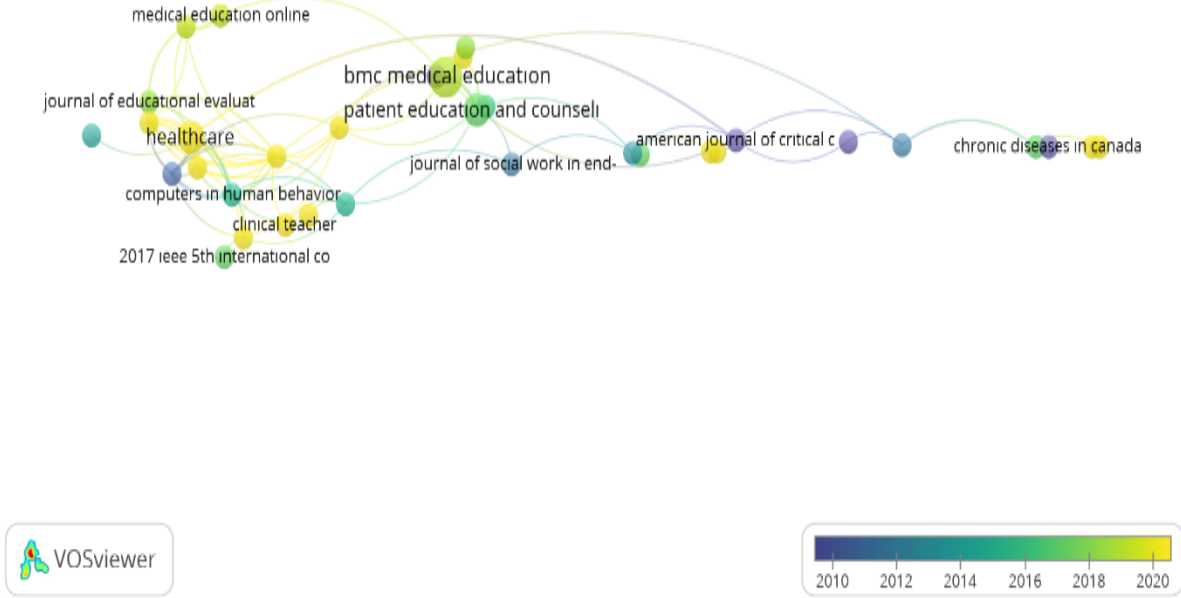 medical education online
bmc medical education
journal of educational evaluat
patient education and counseli
healthcare
american journal of critical c
chronic diseases in canada
journal of social work in end-
computers in human behavior
clinical teacher
2017 ieee 5th international co
VOSviewer
2010 2012 2014 2016 2018 2020